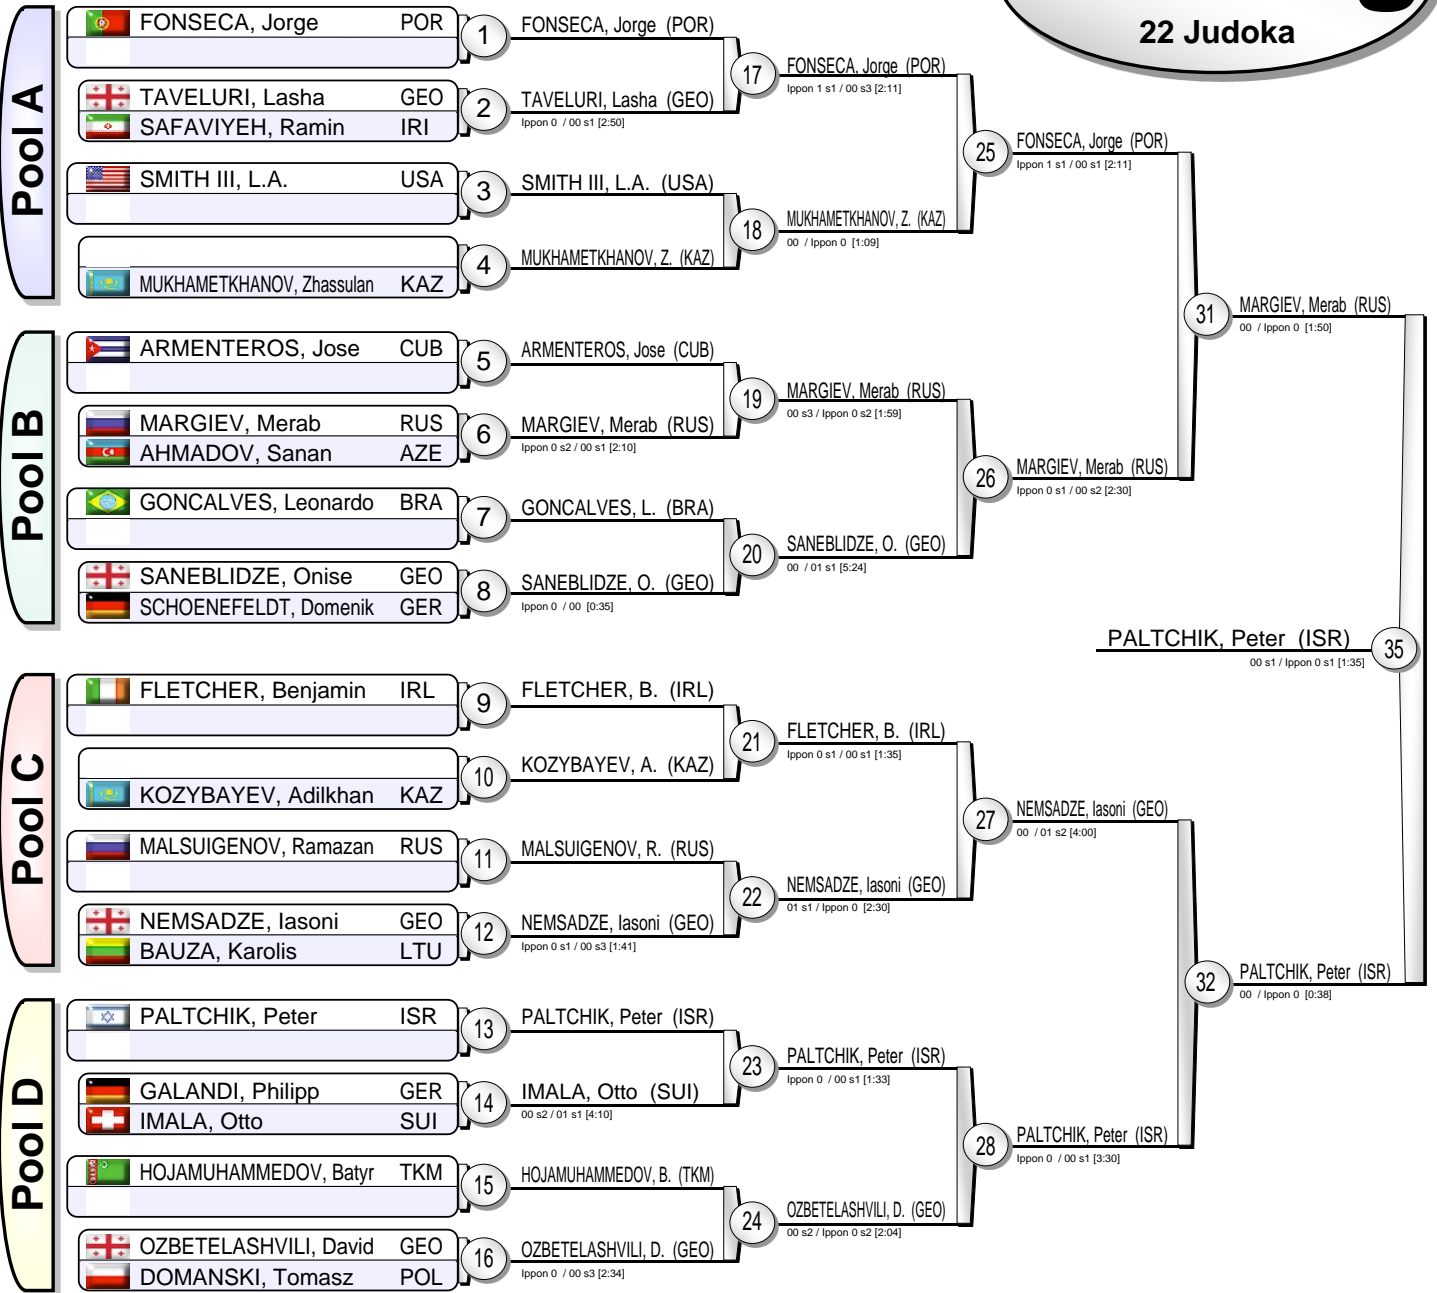 22 Judoka
Pool A
FONSECA, Jorge POR
1
TAVELURI, Lasha GEO
SAFAVIYEH, Ramin IRI
2
SMITH III, L.A. USA
3
MUKHAMETKHANOV, Zhassulan KAZ
4
Pool B
ARMENTEROS, Jose CUB
5
MARGIEV, Merab RUS
AHMADOV, Sanan AZE
6
GONCALVES, Leonardo BRA
7
SANEBLIDZE, Onise GEO
SCHOENEFELDT, Domenik GER
8
Pool C
FLETCHER, Benjamin IRL
9
KOZYBAYEV, Adilkhan KAZ
10
MALSUIGENOV, Ramazan RUS
11
NEMSADZE, Iasoni GEO
BAUZA, Karolis LTU
12
Pool D
PALTCHIK, Peter ISR
13
GALANDI, Philipp GER
IMALA, Otto SUI
14
HOJAMUHAMMEDOV, Batyr TKM
15
OZBETELASHVILI, David GEO
DOMANSKI, Tomasz POL
16
FONSECA, Jorge (POR)
TAVELURI, Lasha (GEO)
Ippon 0 / 00 s1 [2:50]
17
SMITH III, L.A. (USA)
MUKHAMETKHANOV, Z. (KAZ)
18
ARMENTEROS, Jose (CUB)
MARGIEV, Merab (RUS)
Ippon 0 s2 / 00 s1 [2:10]
19
GONCALVES, L. (BRA)
SANEBLIDZE, O. (GEO)
Ippon 0 / 00 [0:35]
20
FLETCHER, B. (IRL)
KOZYBAYEV, A. (KAZ)
21
MALSUIGENOV, R. (RUS)
NEMSADZE, Iasoni (GEO)
Ippon 0 s1 / 00 s3 [1:41]
22
PALTCHIK, Peter (ISR)
IMALA, Otto (SUI)
00 s2 / 01 s1 [4:10]
23
HOJAMUHAMMEDOV, B. (TKM)
OZBETELASHVILI, D. (GEO)
Ippon 0 / 00 s3 [2:34]
24
FONSECA, Jorge (POR)
Ippon 1 s1 / 00 s3 [2:11]
MUKHAMETKHANOV, Z. (KAZ)
00 / Ippon 0 [1:09]
25
MARGIEV, Merab (RUS)
00 s3 / Ippon 0 s2 [1:59]
SANEBLIDZE, O. (GEO)
00 / 01 s1 [5:24]
26
FLETCHER, B. (IRL)
Ippon 0 s1 / 00 s1 [1:35]
NEMSADZE, Iasoni (GEO)
01 s1 / Ippon 0 [2:30]
27
PALTCHIK, Peter (ISR)
Ippon 0 / 00 s1 [1:33]
OZBETELASHVILI, D. (GEO)
00 s2 / Ippon 0 s2 [2:04]
28
FONSECA, Jorge (POR)
Ippon 1 s1 / 00 s1 [2:11]
MARGIEV, Merab (RUS)
Ippon 0 s1 / 00 s2 [2:30]
31
NEMSADZE, Iasoni (GEO)
00 / 01 s2 [4:00]
PALTCHIK, Peter (ISR)
Ippon 0 / 00 s1 [3:30]
32
MARGIEV, Merab (RUS)
00 / Ippon 0 [1:50]
PALTCHIK, Peter (ISR)
00 / Ippon 0 [0:38]
PALTCHIK, Peter (ISR)
00 s1 / Ippon 0 s1 [1:35]
35